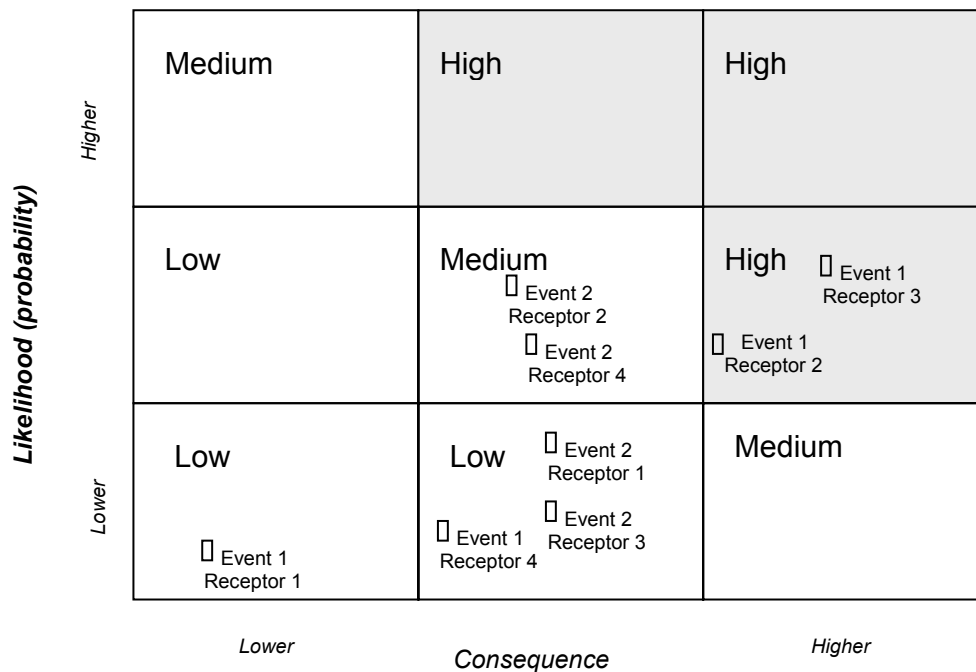 Medium
High
High
Higher
Likelihood (probability)
Low
Medium
Event 2
Receptor 2
Event 2
Receptor 4
High
Event 1
Receptor 3
Event 1
Receptor 2
Lower
Low
Event 1
Receptor 1
Low
Event 2
Receptor 1
Event 2
Receptor 3
Event 1
Receptor 4
Medium
Lower
Consequence
Higher